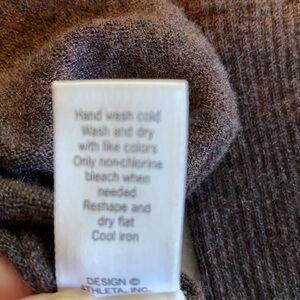 Hand wash cold
Wash and dry
with like colors
Only non-chlorine
bleach when
needed
Reshape and
dry flat
Cool iron
DESIGN ©
ATHLETA, INC.